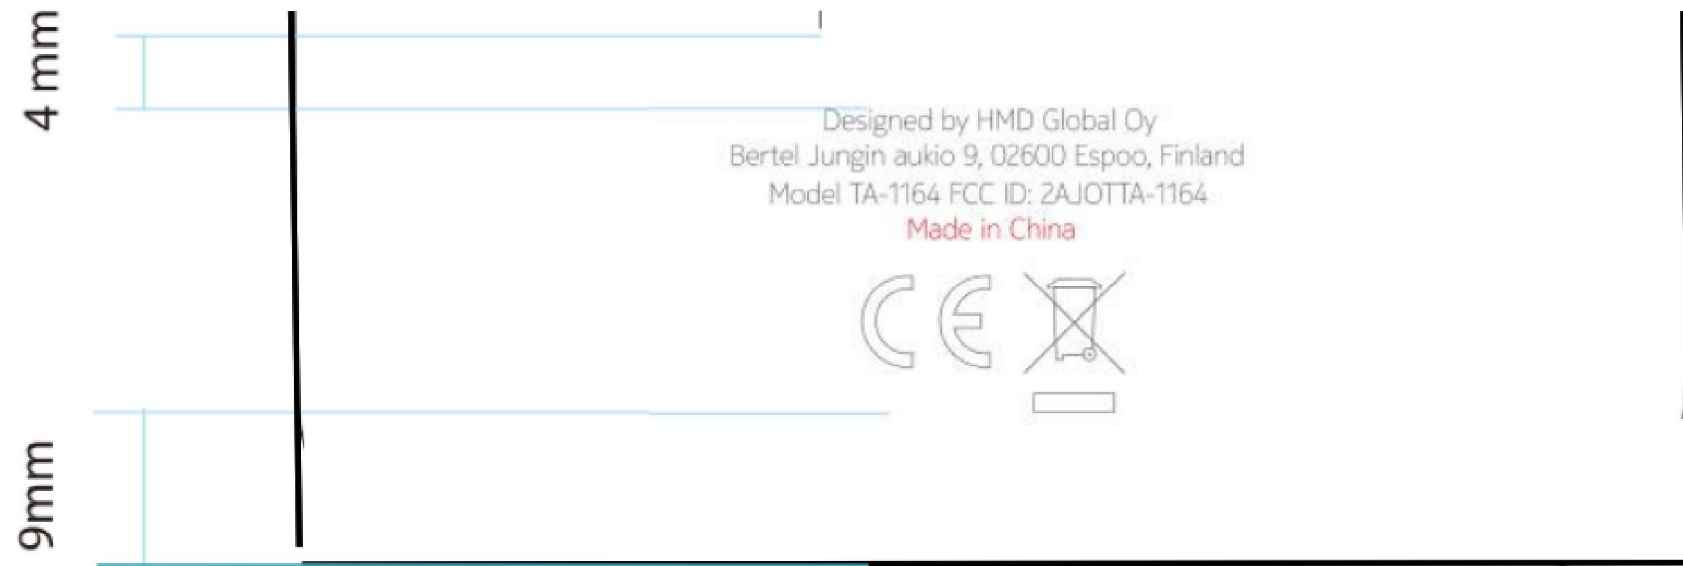 4 mm
Designed by HMD Global Oy
Bertel Jungin aukio 9, 02600 Espoo, Finland
Model TA-1164 FCC ID: 2AJOTTA-1164
Made in China
CE
9mm